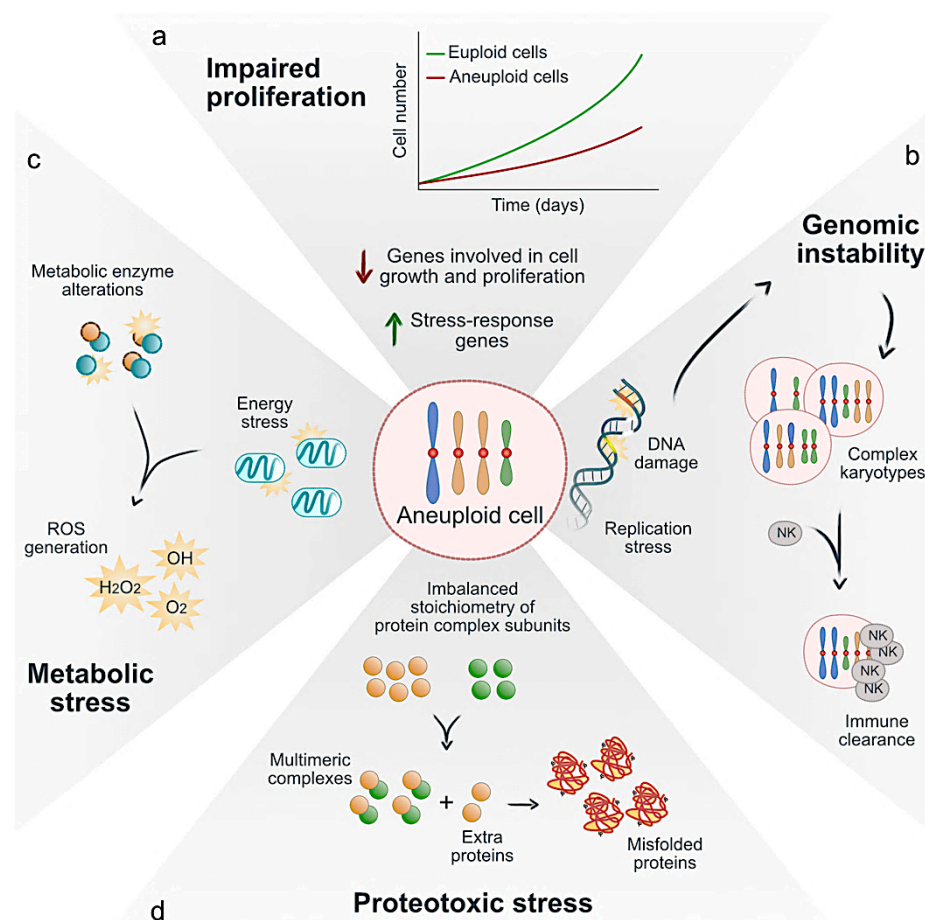 a
Impaired
proliferation
Euploid cells
Aneuploid cells
Cell number
Time (days)
Genes involved in cell
growth and proliferation
Stress-response
genes
c
Metabolic enzyme
alterations
Energy
stress
ROS
generation
H2O2
OH
O2
Metabolic
stress
Aneuploid cell
b
Genomic
instability
DNA
damage
Replication
stress
Complex
karyotypes
NK
NK
NK
NK
NK
Immune
clearance
Imbalanced
stoichiometry of
protein complex subunits
Multimeric
complexes
+
Extra
proteins
Misfolded
proteins
Proteotoxic stress
d